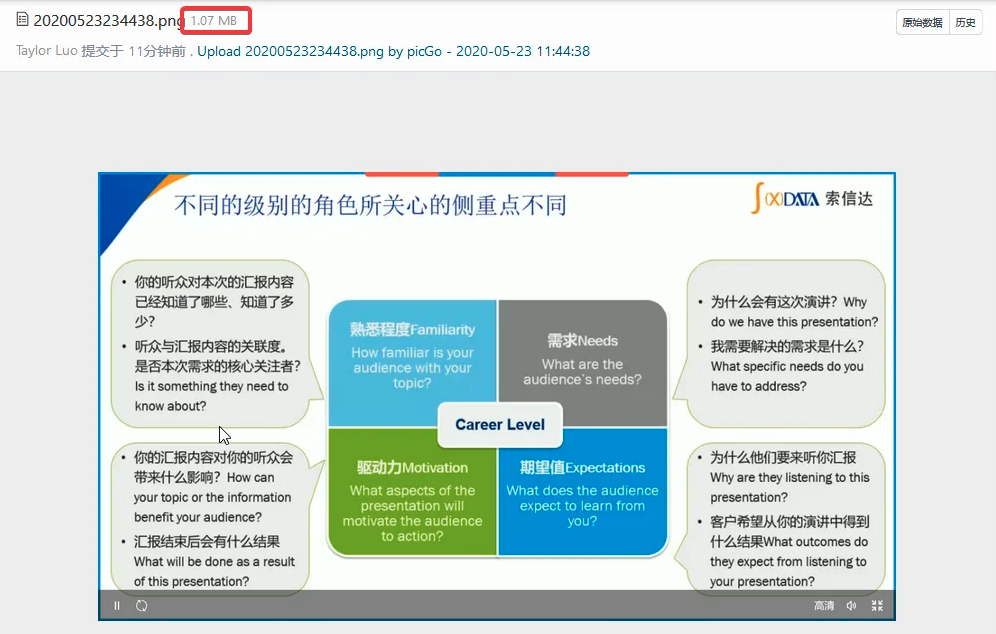 20200523234438.png 1.07 MB
原始数据 历史
Taylor Luo 提交于 11分钟前 . Upload 20200523234438.png by picGo - 2020-05-23 11:44:38
不同的级别的角色所关心的侧重点不同
∫(X)DATA 索信达
• 你的听众对本次的汇报内容
已经知道了哪些、知道了多
少?
• 听众与汇报内容的关联度。
是否本次需求的核心关注者?
Is it something they need to
know about?
熟悉程度Familiarity
How familiar is your
audience with your
topic?
需求Needs
What are the
audience's needs?
• 为什么会有这次演讲? Why
do we have this presentation?
• 我需要解决的需求是什么?
What specific needs do you
have to address?
Career Level
• 你的汇报内容对你的听众会
带来什么影响? How can
your topic or the information
benefit your audience?
• 汇报结束后会有什么结果
What will be done as a result
of this presentation?
驱动力Motivation
What aspects of the
presentation will
motivate the audience
to action?
期望值Expectations
What does the audience
expect to learn from
you?
• 为什么他们要来听你汇报
Why are they listening to this
presentation?
• 客户希望从你的演讲中得到
什么结果What outcomes do
they expect from listening to
your presentation?
高清